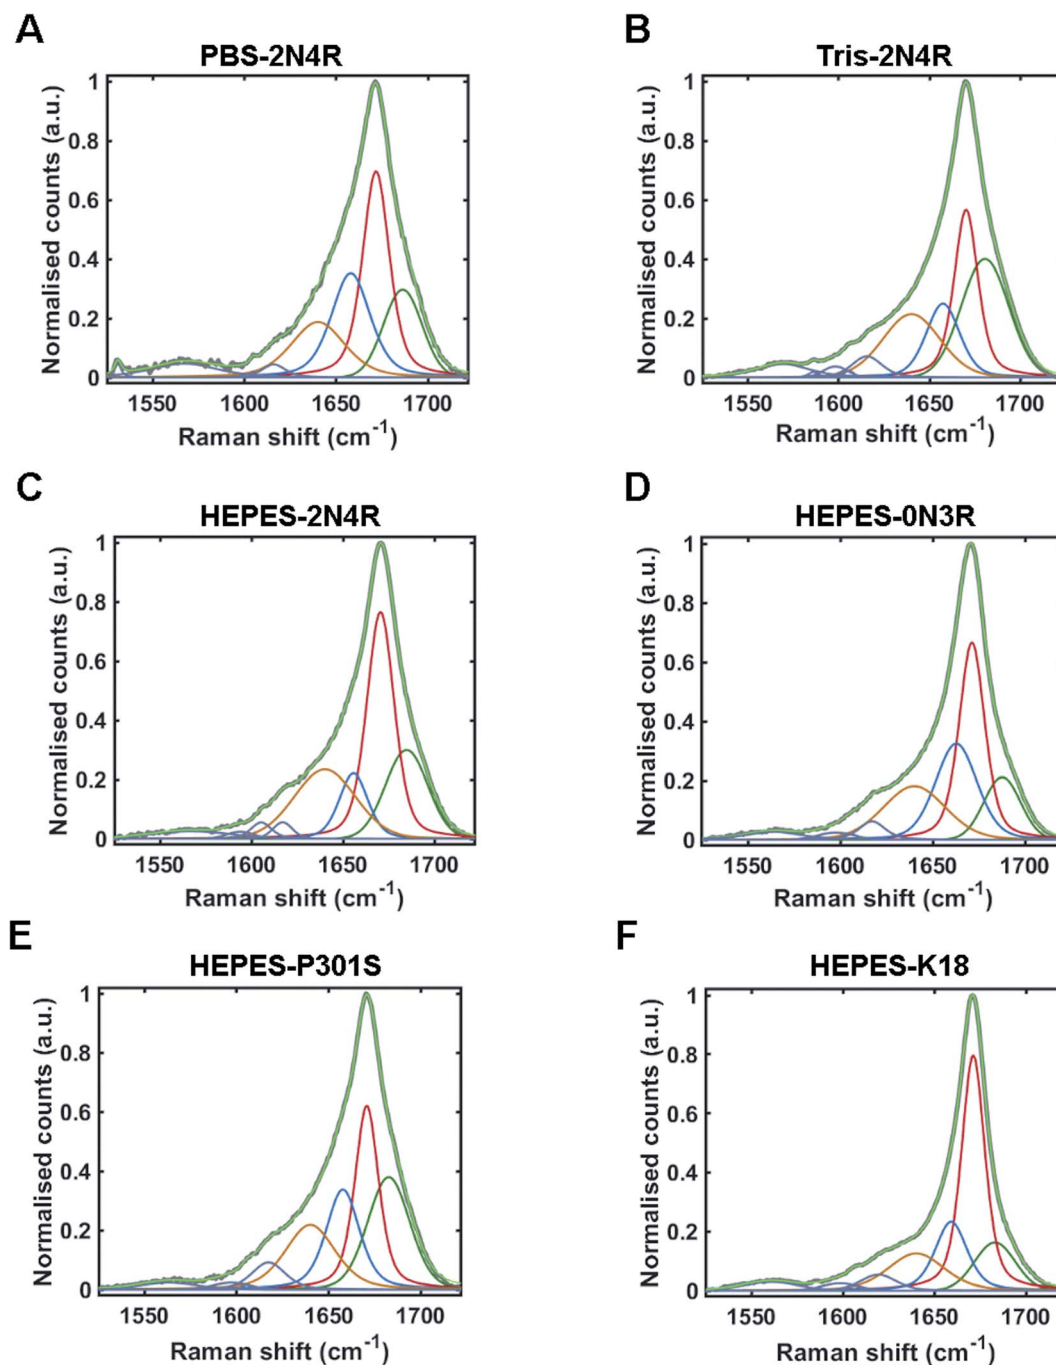 A
PBS-2N4R
Normalised counts (a.u.)
1
0.8
0.6
0.4
0.2
0
1550 1600 1650 1700
Raman shift (cm-1)
B
Tris-2N4R
Normalised counts (a.u.)
1
0.8
0.6
0.4
0.2
0
1550 1600 1650 1700
Raman shift (cm-1)
C
HEPES-2N4R
Normalised counts (a.u.)
1
0.8
0.6
0.4
0.2
0
1550 1600 1650 1700
Raman shift (cm-1)
D
HEPES-0N3R
Normalised counts (a.u.)
1
0.8
0.6
0.4
0.2
0
1550 1600 1650 1700
Raman shift (cm-1)
E
HEPES-P301S
Normalised counts (a.u.)
1
0.8
0.6
0.4
0.2
0
1550 1600 1650 1700
Raman shift (cm-1)
F
HEPES-K18
Normalised counts (a.u.)
1
0.8
0.6
0.4
0.2
0
1550 1600 1650 1700
Raman shift (cm-1)